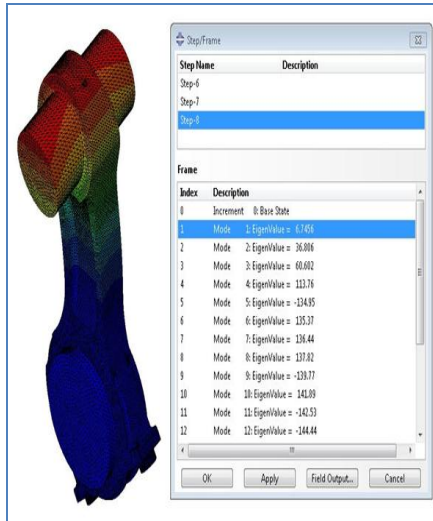 Step/Frame
Step Name Description
Step-6
Step-7
Step-8
Frame
Index Description
0 Increment 0: Base State
1 Mode 1: EigenValue = 6.7456
2 Mode 2: EigenValue = 36.806
3 Mode 3: EigenValue = 60.602
4 Mode 4: EigenValue = 113.76
5 Mode 5: EigenValue = -134.95
6 Mode 6: EigenValue = 135.37
7 Mode 7: EigenValue = 136.44
8 Mode 8: EigenValue = 137.82
9 Mode 9: EigenValue = -139.77
10 Mode 10: EigenValue = 141.89
11 Mode 11: EigenValue = -142.53
12 Mode 12: EigenValue = -144.44
OK Apply Field Output... Cancel